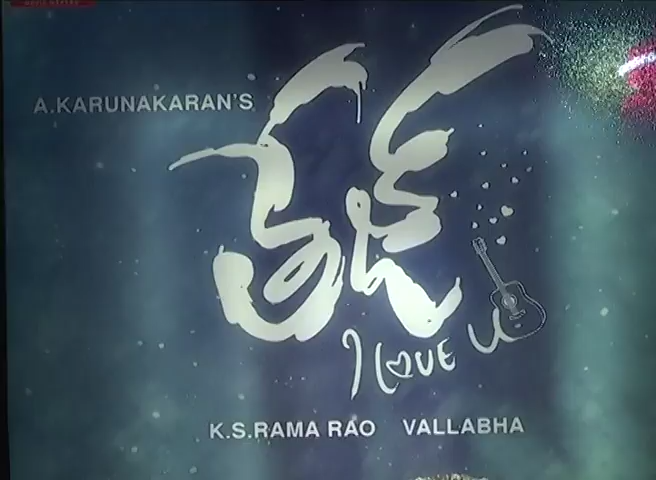 A.KARUNAKARAN'S
తేజ్
I LOVE U
K.S.RAMA RAO VALLABHA